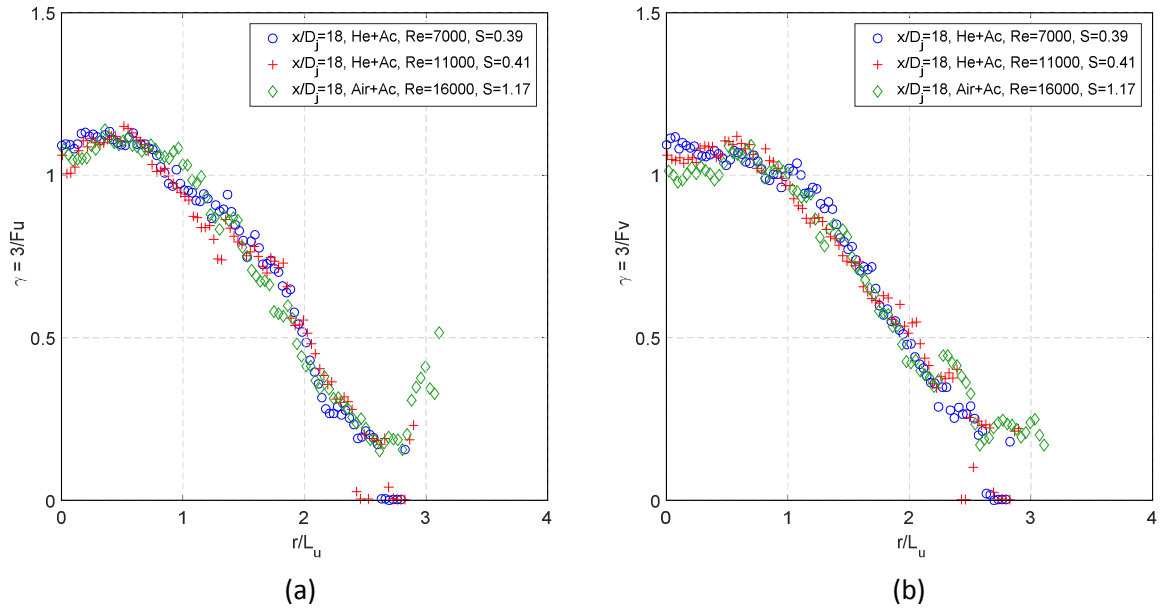 1.5
1
0.5
0
γ = 3/Fu
x/D_j=18, He+Ac, Re=7000, S=0.39
x/D_j=18, He+Ac, Re=11000, S=0.41
x/D_j=18, Air+Ac, Re=16000, S=1.17
0 1 2 3 4
r/L_u
(a)
1.5
1
0.5
0
γ = 3/Fv
x/D_j=18, He+Ac, Re=7000, S=0.39
x/D_j=18, He+Ac, Re=11000, S=0.41
x/D_j=18, Air+Ac, Re=16000, S=1.17
0 1 2 3 4
r/L_u
(b)